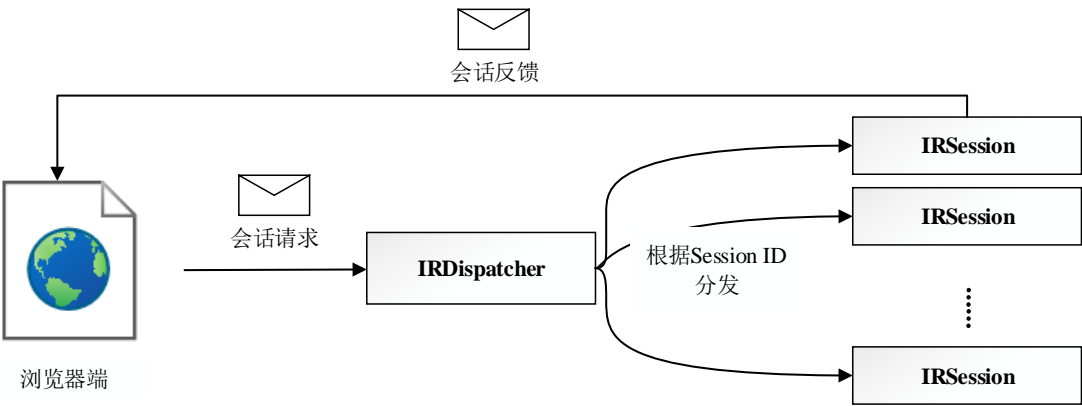 会话反馈
IRSession
会话请求
IRSession
IRDispatcher
根据Session ID
分发
浏览器端
IRSession